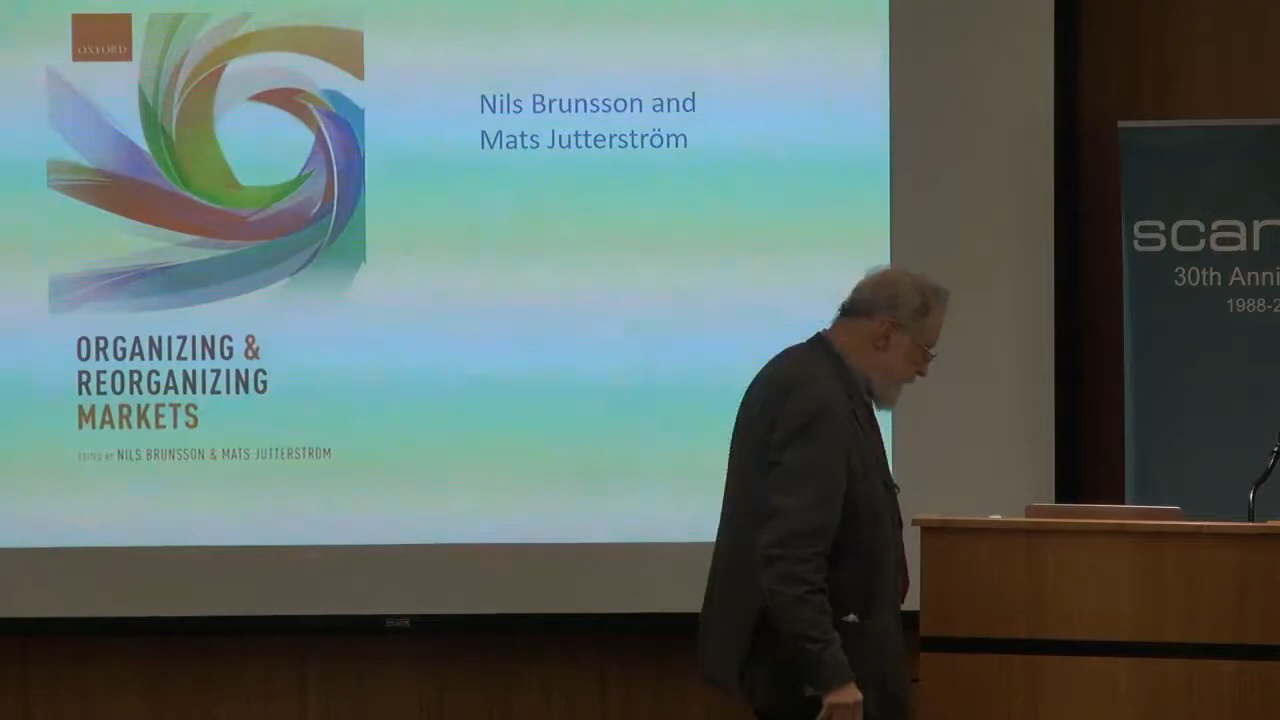 OXFORD
Nils Brunsson and
Mats Jutterström
ORGANIZING &
REORGANIZING
MARKETS
EDITED BY NILS BRUNSSON & MATS JUTTERSTRÖM
scan
30th Anni
1988-2